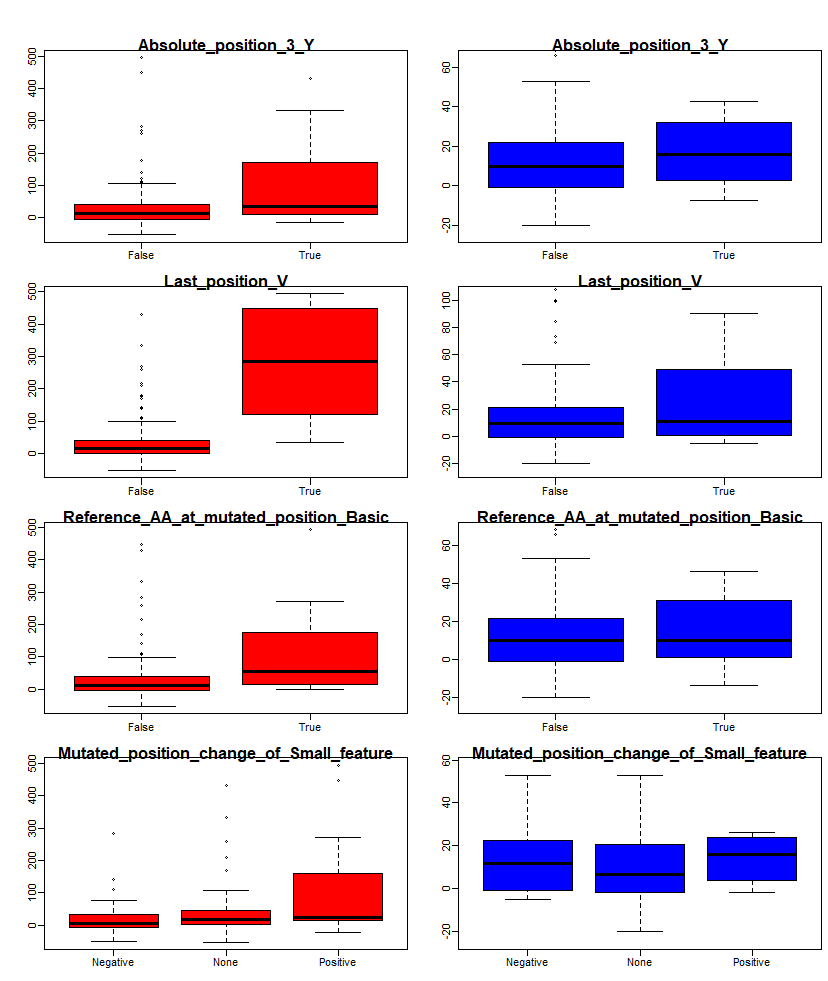 Absolute_position_3_Y
0 100 200 300 400 500
False True
Absolute_position_3_Y
-20 0 20 40 60
False True
Last_position_V
0 100 200 300 400 500
False True
Last_position_V
-20 0 20 40 60 80 100
False True
Reference_AA_at_mutated_position_Basic
0 100 200 300 400 500
False True
Reference_AA_at_mutated_position_Basic
-20 0 20 40 60
False True
Mutated_position_change_of_Small_feature
0 100 200 300 400 500
Negative None Positive
Mutated_position_change_of_Small_feature
-20 0 20 40 60
Negative None Positive